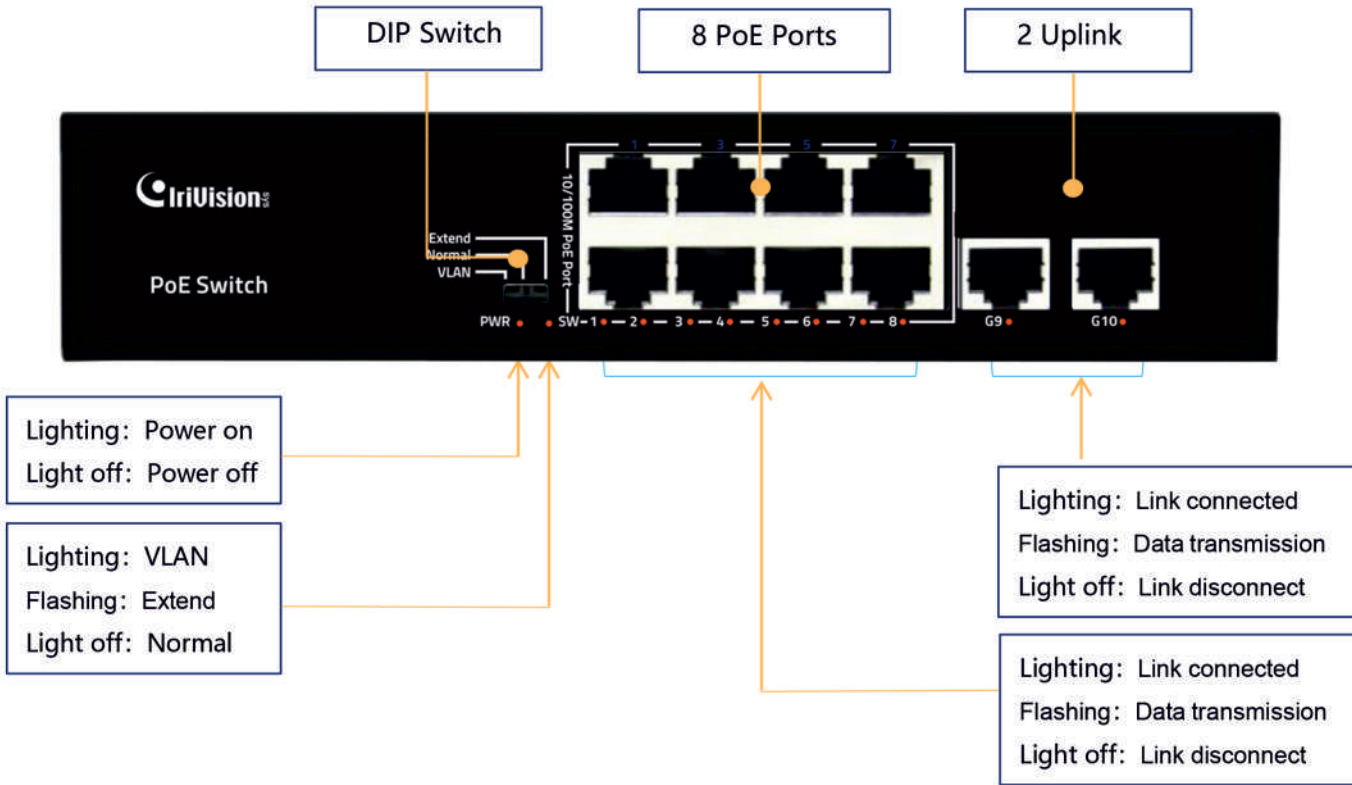 DIP Switch
8 PoE Ports
2 Uplink
1 3 5 7
IriVision sys
10/100M PoE Port
Extend
Normal
VLAN
PoE Switch
PWR SW-1 2 3 4 5 6 7 8 G9 G10
Lighting: Power on
Light off: Power off
Lighting: VLAN
Flashing: Extend
Light off: Normal
Lighting: Link connected
Flashing: Data transmission
Light off: Link disconnect
Lighting: Link connected
Flashing: Data transmission
Light off: Link disconnect